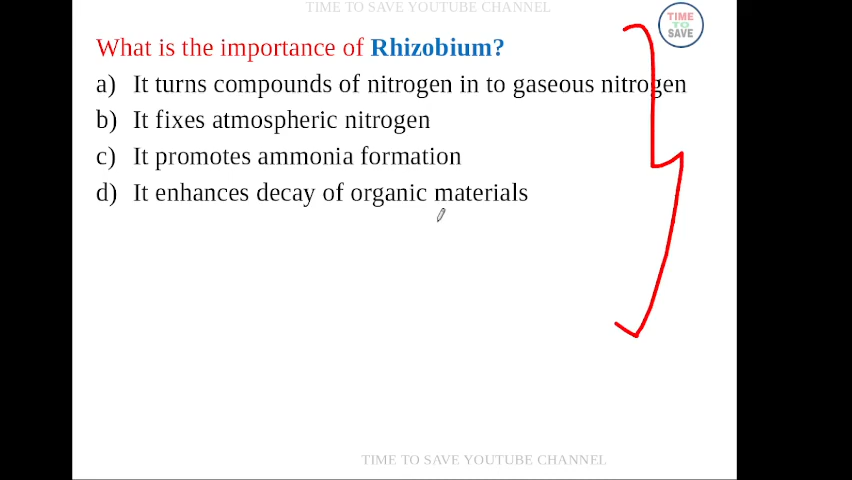 TIME TO SAVE YOUTUBE CHANNEL
TIME
TO
SAVE
What is the importance of Rhizobium?
a) It turns compounds of nitrogen in to gaseous nitrogen
b) It fixes atmospheric nitrogen
c) It promotes ammonia formation
d) It enhances decay of organic materials
TIME TO SAVE YOUTUBE CHANNEL